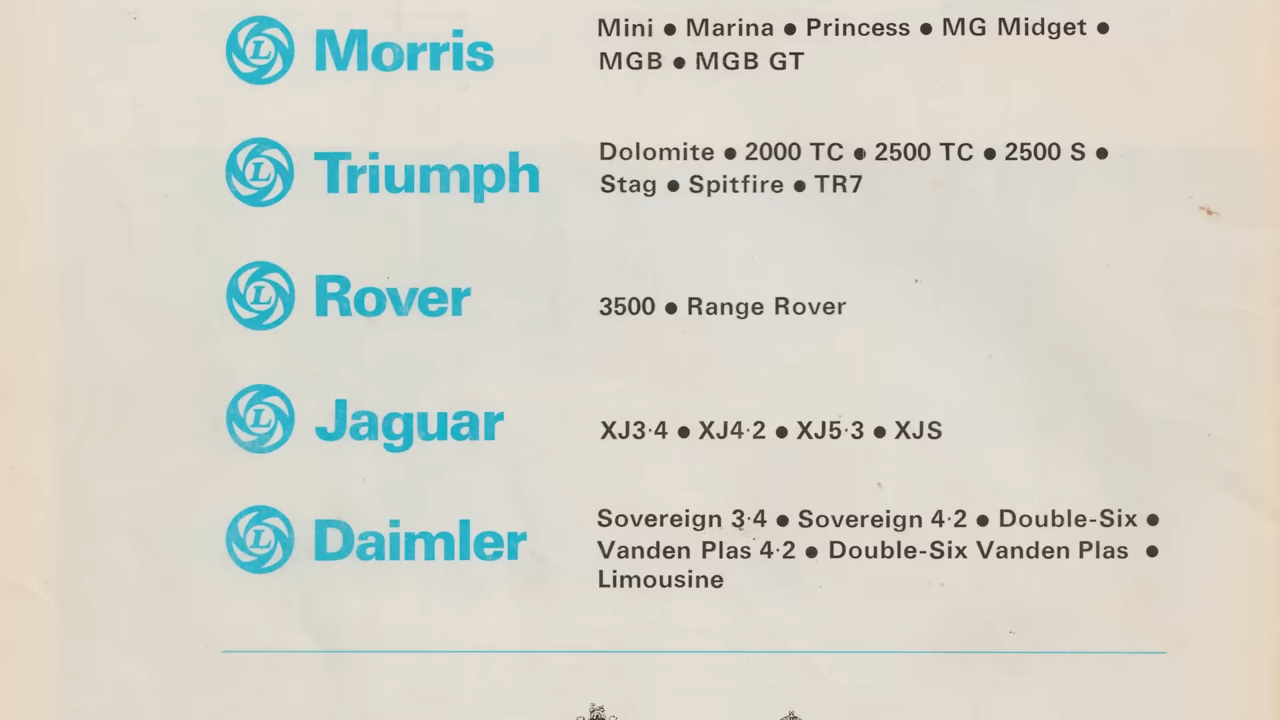 Morris
Mini ● Marina ● Princess ● MG Midget ●
MGB ● MGB GT
Triumph
Dolomite ● 2000 TC ● 2500 TC ● 2500 S ●
Stag ● Spitfire ● TR7
Rover
3500 ● Range Rover
Jaguar
XJ3·4 ● XJ4·2 ● XJ5·3 ● XJS
Daimler
Sovereign 3·4 ● Sovereign 4·2 ● Double-Six ●
Vanden Plas 4·2 ● Double-Six Vanden Plas ●
Limousine